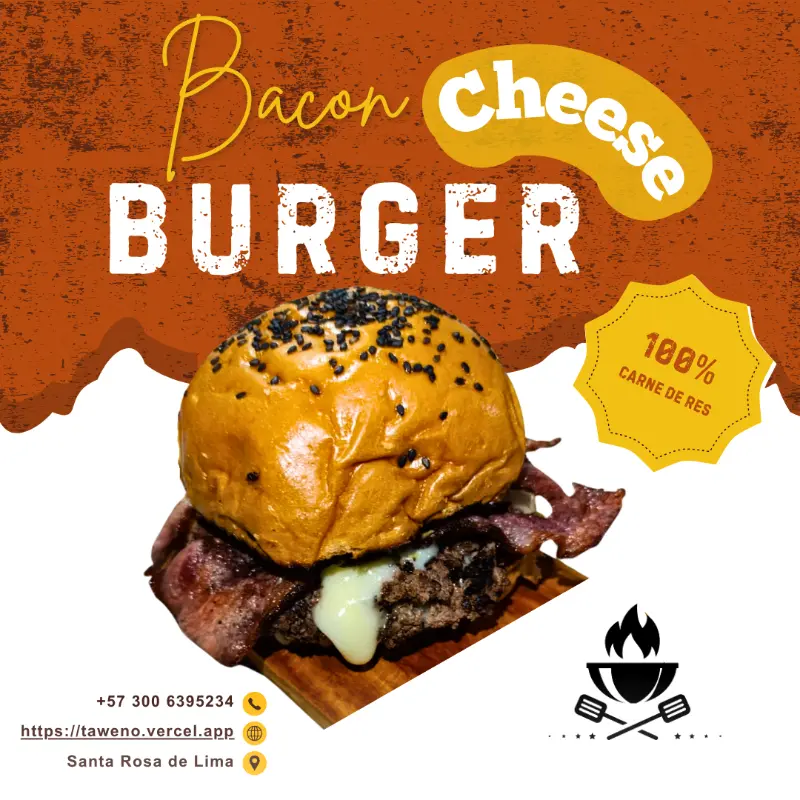 Bacon Cheese
BURGER
100%
CARNE DE RES
+57 300 6395234
https://taweno.vercel.app
Santa Rosa de Lima